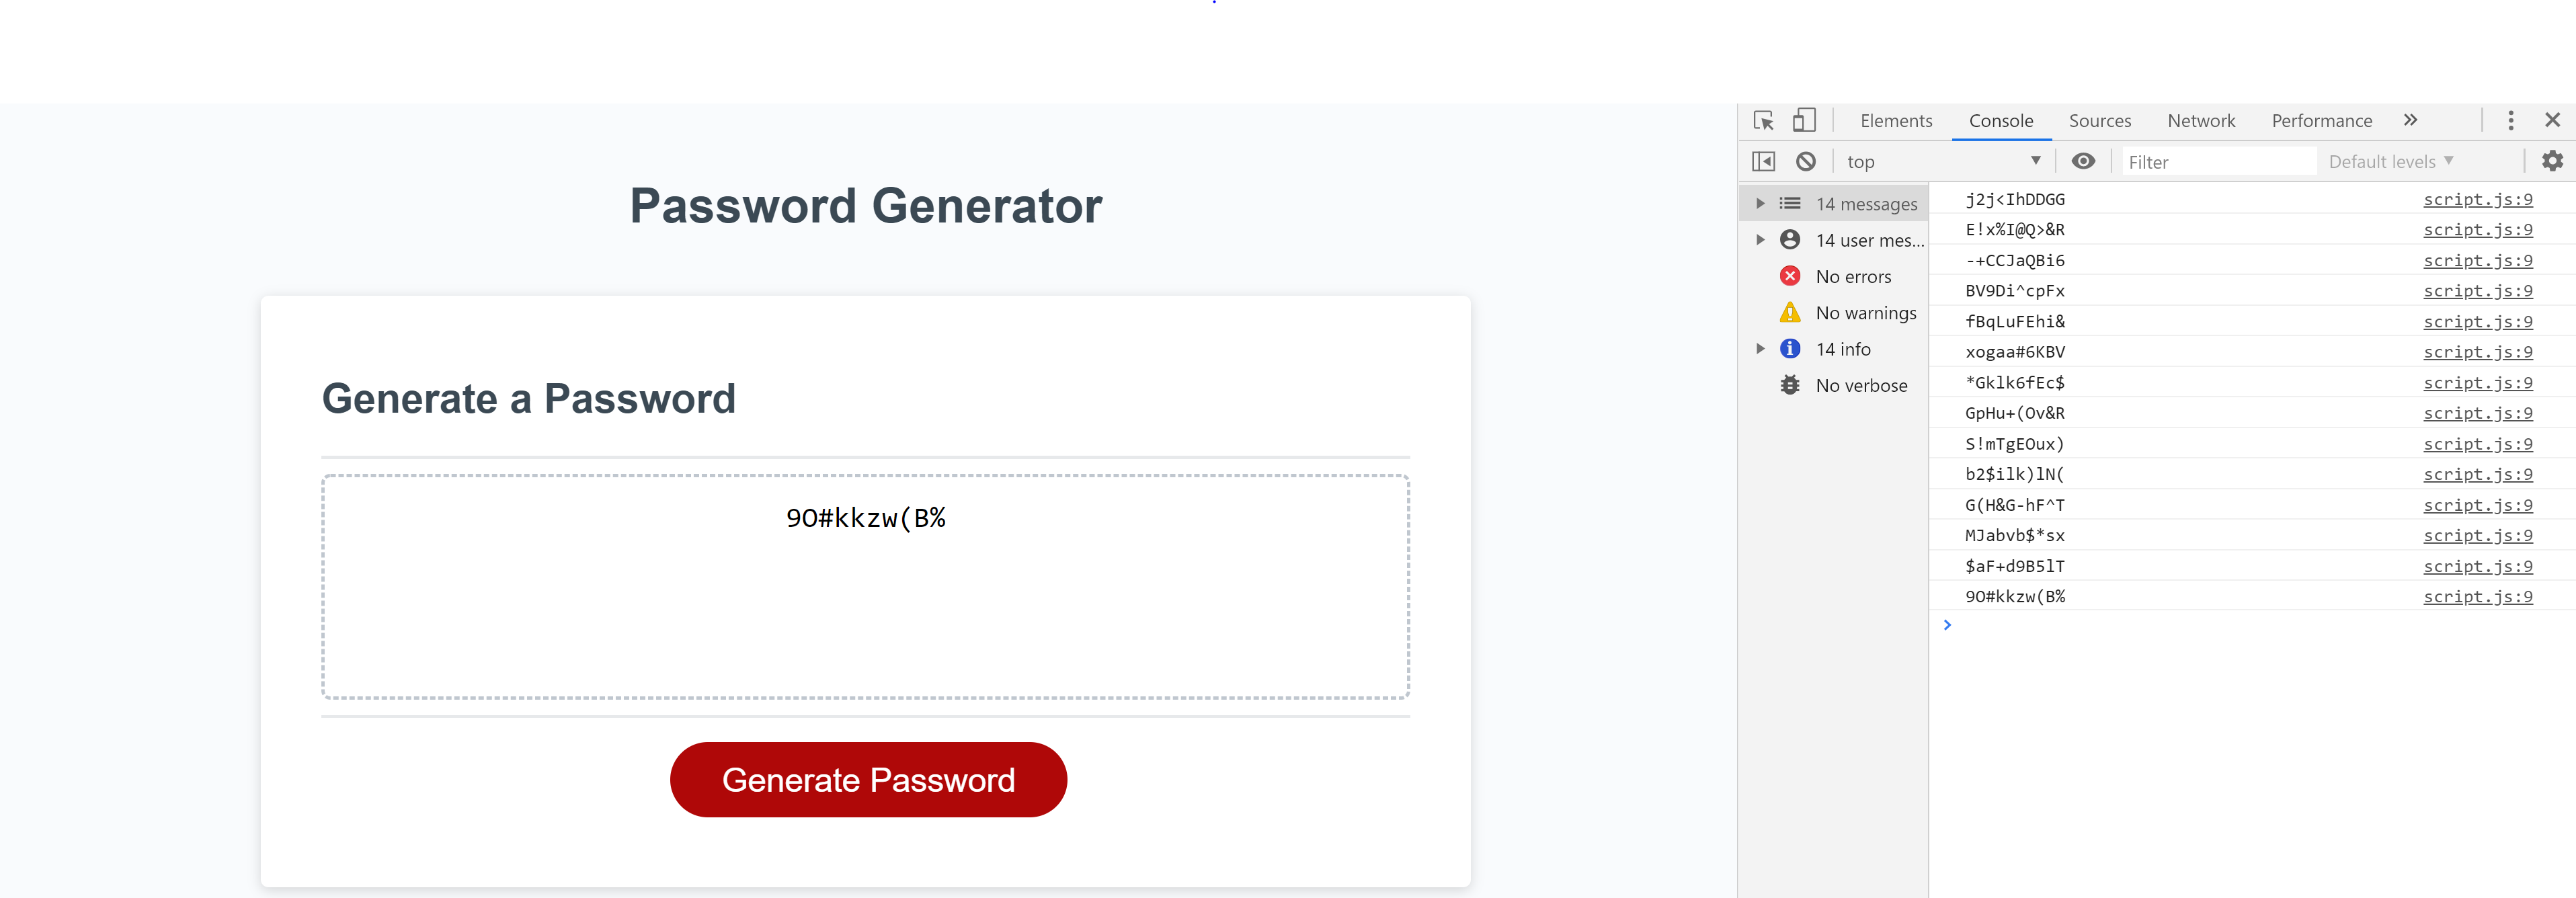 Password Generator
Generate a Password
9O#kkzw(B%
Generate Password
Elements Console Sources Network Performance
top Filter Default levels
14 messages
14 user mes...
No errors
No warnings
14 info
No verbose
j2j<IhDDGG script.js:9
E!x%I@Q>&R script.js:9
-+CCJaQBi6 script.js:9
BV9Di^cpFx script.js:9
fBqLuFEhi& script.js:9
xogaa#6KBV script.js:9
*Gklk6fEc$ script.js:9
GpHu+(Ov&R script.js:9
S!mTgEOux) script.js:9
b2$ilk)lN( script.js:9
G(H&G-hF^T script.js:9
MJabvb$*sx script.js:9
$aF+d9B5lT script.js:9
9O#kkzw(B% script.js:9